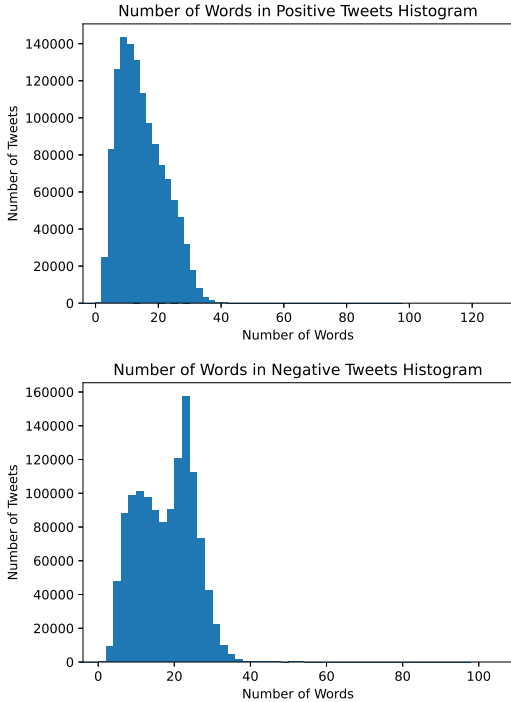 Number of Words in Positive Tweets Histogram
140000
120000
100000
80000
60000
40000
20000
0
Number of Tweets
0 20 40 60 80 100 120
Number of Words
Number of Words in Negative Tweets Histogram
160000
140000
120000
100000
80000
60000
40000
20000
0
Number of Tweets
0 20 40 60 80 100
Number of Words